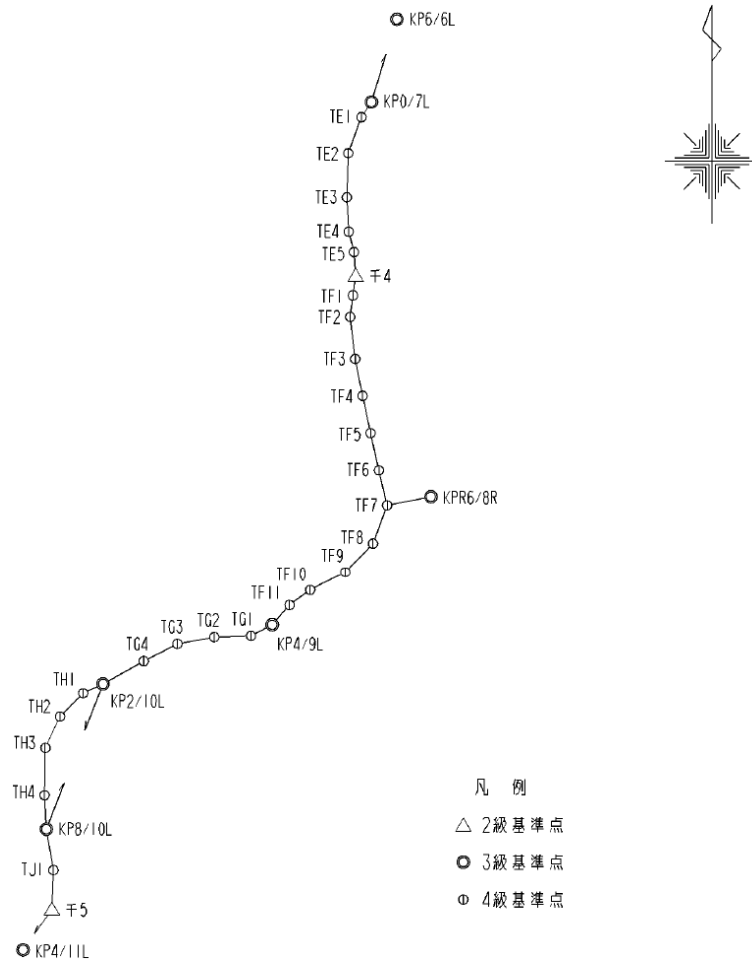 KP6/6L
KP0/7L
TE1
TE2
TE3
TE4
TE5
千4
TF1
TF2
TF3
TF4
TF5
TF6
TF7
KPR6/8R
TF8
TF9
TF10
TF11
KP4/9L
TG1
TG2
TG3
TG4
KP2/10L
TH1
TH2
TH3
TH4
KP8/10L
TJ1
千5
KP4/11L
凡 例
2級基準点
3級基準点
4級基準点